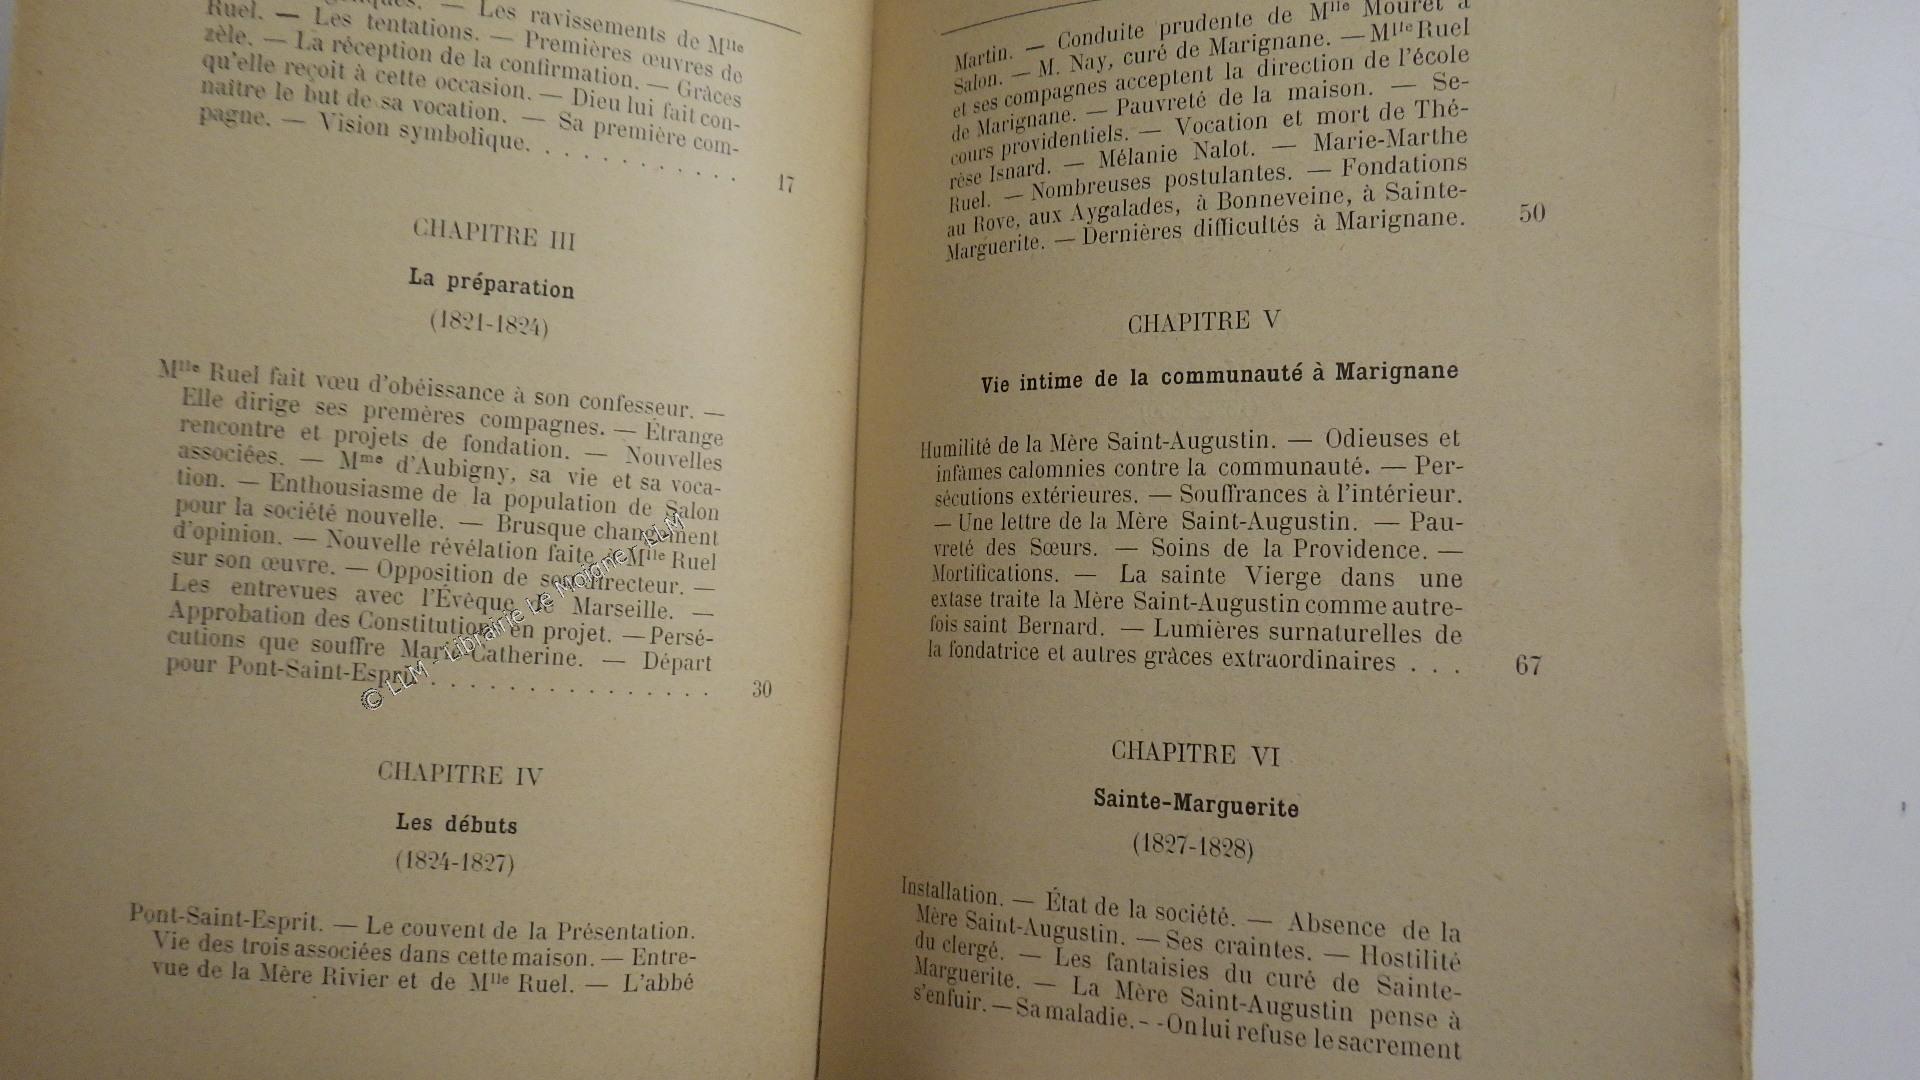 Les ravissements de Mlle
Ruel. — Les tentations. — Premières œuvres de
zèle. — La réception de la confirmation. — Grâces
qu'elle reçoit à cette occasion. — Dieu lui fait con-
naître le but de sa vocation. — Sa première com-
pagne. — Vision symbolique. . . . . . . . . . . 17
CHAPITRE III
La préparation
(1821-1824)
Mlle Ruel fait vœu d'obéissance à son confesseur. —
Elle dirige ses premères compagnes. — Étrange
rencontre et projets de fondation. — Nouvelles
associées. — Mme d'Aubigny, sa vie et sa voca-
tion. — Enthousiasme de la population de Salon
pour la société nouvelle. — Brusque changement
d'opinion. — Nouvelle révélation faite à Mlle Ruel
sur son œuvre. — Opposition de son directeur. —
Les entrevues avec l'Évêque de Marseille. —
Approbation des Constitutions en projet. — Persé-
cutions que souffre Marie-Catherine. — Départ
pour Pont-Saint-Esprit. . . . . . . . . . . . . . . 30
© LLM - Librairie Le Moigne, LLM
CHAPITRE IV
Les débuts
(1824-1827)
Pont-Saint-Esprit. — Le couvent de la Présentation.
Vie des trois associées dans cette maison. — Entre-
vue de la Mère Rivier et de Mlle Ruel. — L'abbé
Martin. — Conduite prudente de Mlle Mouret à
Salon. — M. Nay, curé de Marignane. — Mlle Ruel
et ses compagnes acceptent la direction de l'école
de Marignane. — Pauvreté de la maison. — Se-
cours providentiels. — Vocation et mort de Thé-
rèse Isnard. — Mélanie Nalot. — Marie-Marthe
Ruel. — Nombreuses postulantes. — Fondations
au Rove, aux Aygalades, à Bonneveine, à Sainte-
Marguerite. — Dernières difficultés à Marignane. 50
CHAPITRE V
Vie intime de la communauté à Marignane
Humilité de la Mère Saint-Augustin. — Odieuses et
infâmes calomnies contre la communauté. — Per-
sécutions extérieures. — Souffrances à l'intérieur.
— Une lettre de la Mère Saint-Augustin. — Pau-
vreté des Sœurs. — Soins de la Providence. —
Mortifications. — La sainte Vierge dans une
extase traite la Mère Saint-Augustin comme autre-
fois saint Bernard. — Lumières surnaturelles de
la fondatrice et autres grâces extraordinaires . . . 67
CHAPITRE VI
Sainte-Marguerite
(1827-1828)
Installation. — État de la société. — Absence de la
Mère Saint-Augustin. — Ses craintes. — Hostilité
du clergé. — Les fantaisies du curé de Sainte-
Marguerite. — La Mère Saint-Augustin pense à
s'enfuir. — Sa maladie. - -On lui refuse le sacrement